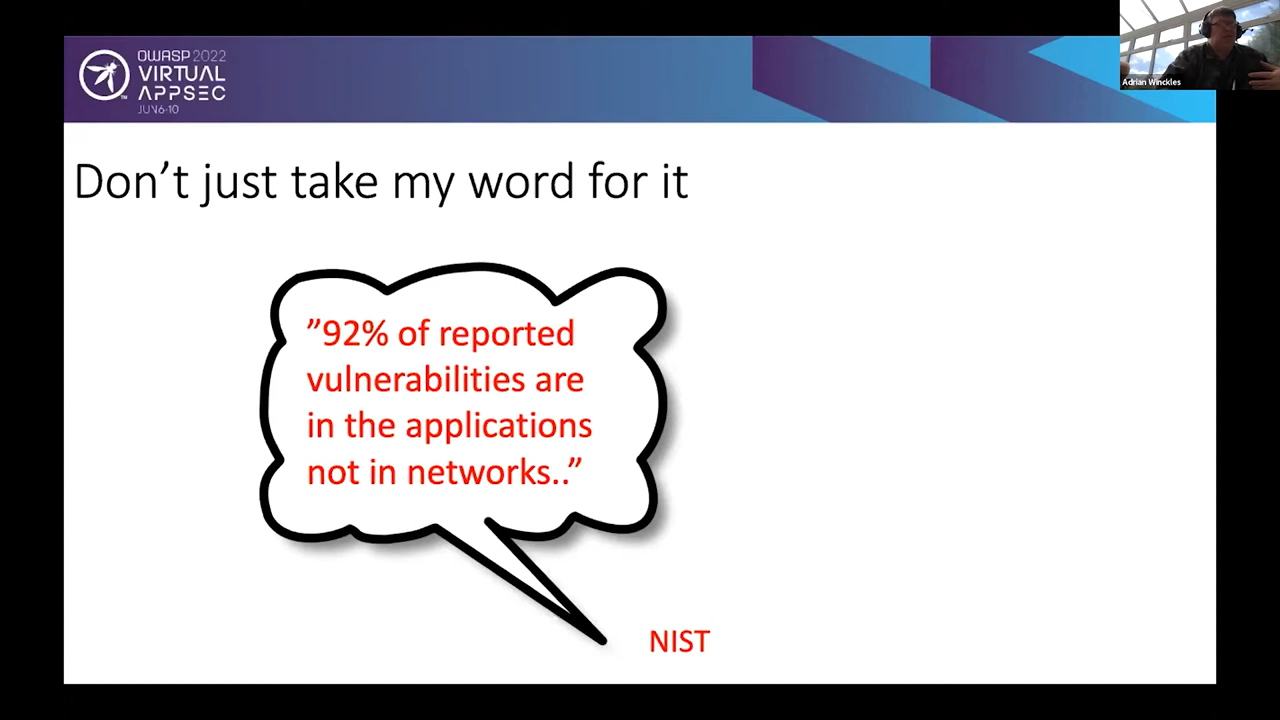 OWASP 2022
VIRTUAL
APPSEC
JUN 6-10
Adrian Winckles
Don’t just take my word for it
”92% of reported
vulnerabilities are
in the applications
not in networks..”
NIST